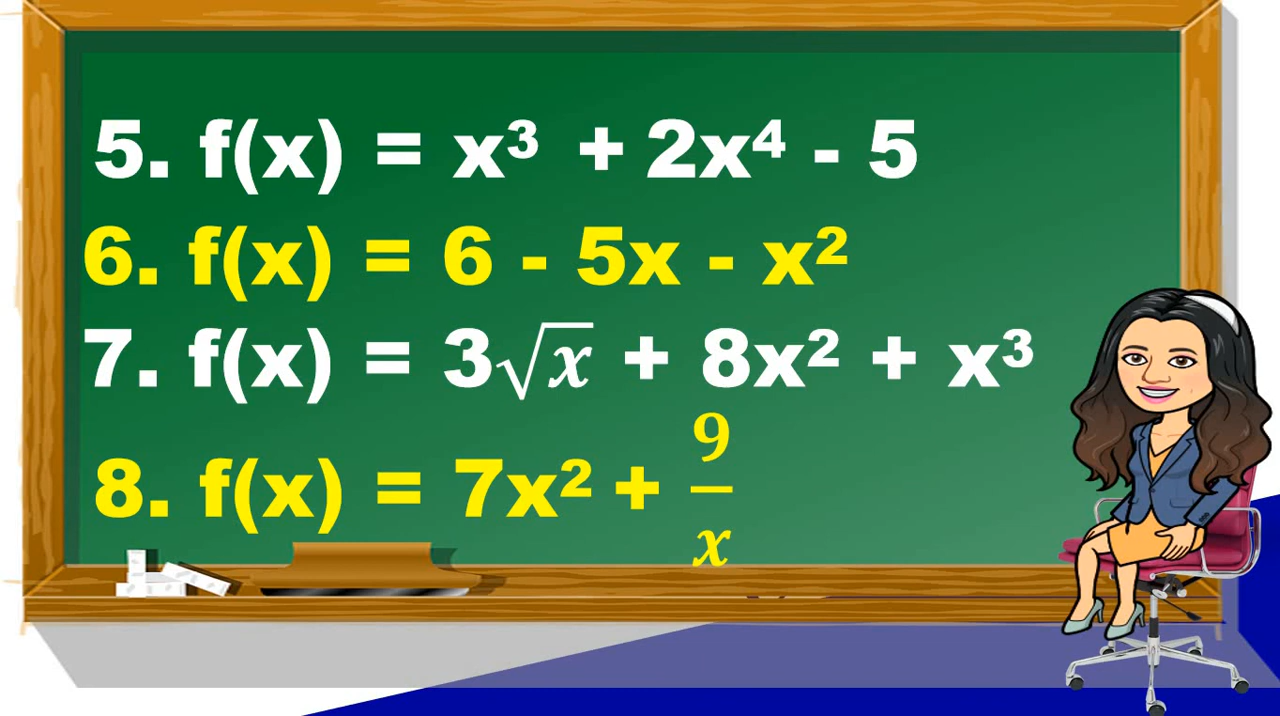 5. f(x) = x³ + 2x⁴ - 5
6. f(x) = 6 - 5x - x²
7. f(x) = 3√x + 8x² + x³
8. f(x) = 7x² + 9/x